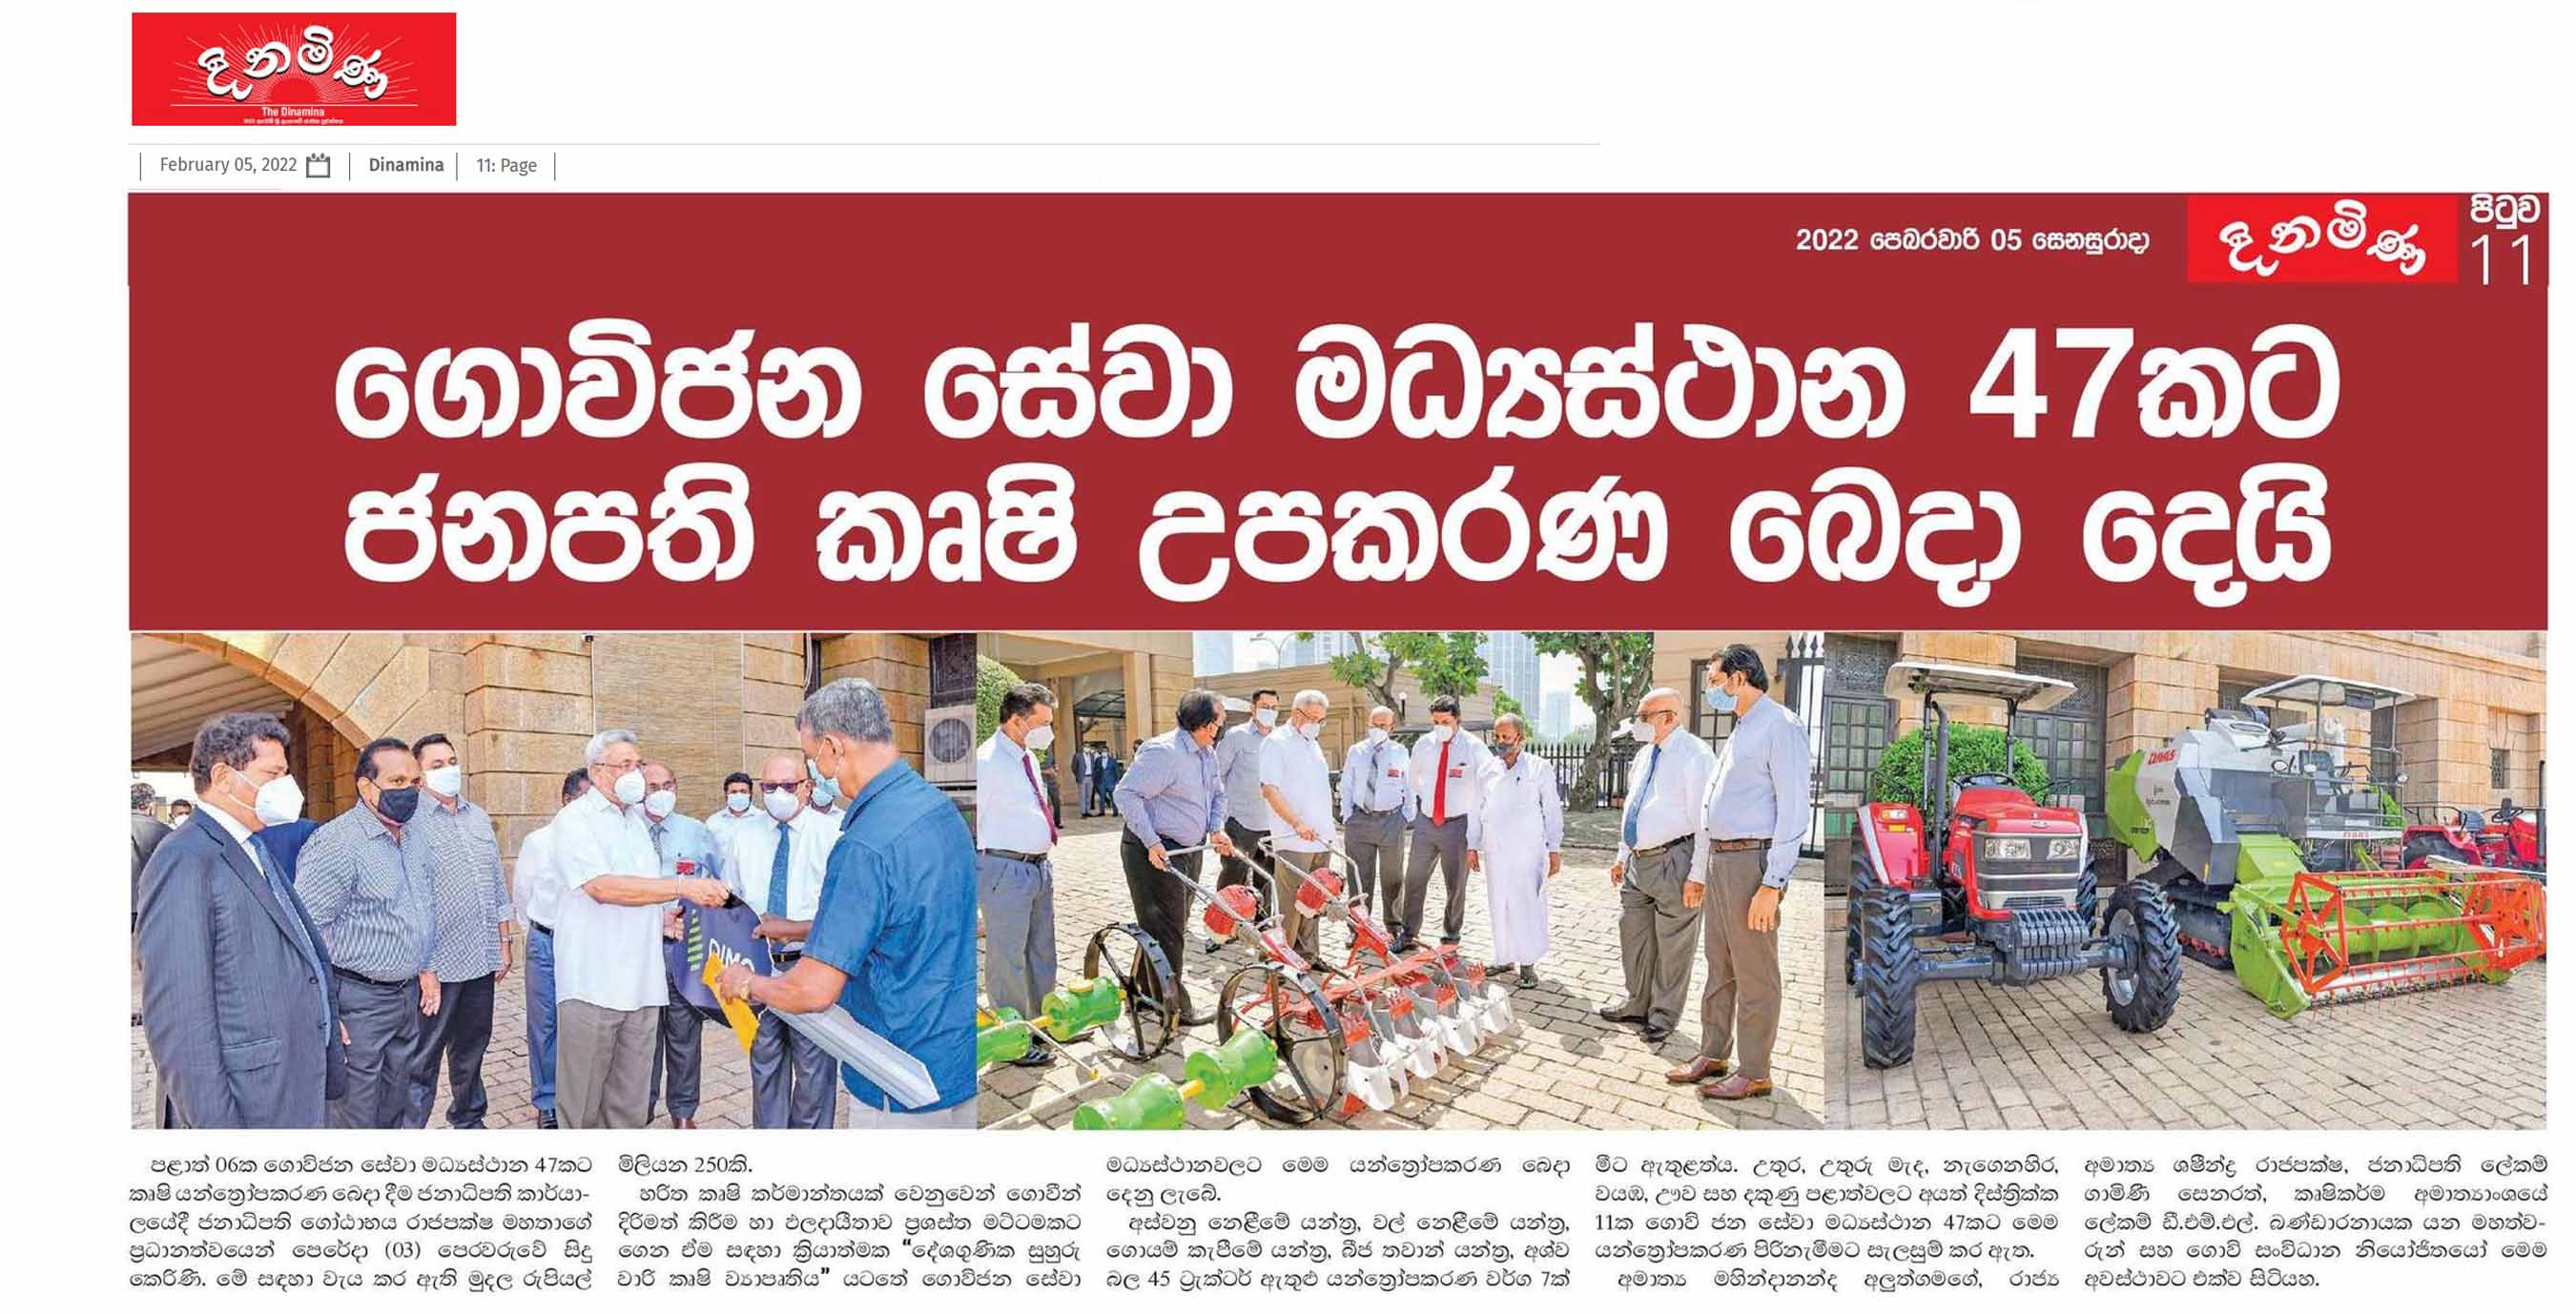 දිනමිණ
The Dinamina
February 05, 2022
Dinamina
11: Page
2022 පෙබරවාරි 05 සෙනසුරාදා
දිනමිණ
පිටුව
11
ගොවිජන සේවා මධ්‍යස්ථාන 47කට
ජනපති කෘෂි උපකරණ බෙදා දෙයි
DIMO
CLAAS
CLAAS
පළාත් 06ක ගොවිජන සේවා මධ්‍යස්ථාන 47කට
කෘෂි යන්ත්‍රෝපකරණ බෙදා දීම ජනාධිපති කාර්යා-
ලයේදී ජනාධිපති ගෝඨාභය රාජපක්ෂ මහතාගේ
ප්‍රධානත්වයෙන් පෙරේදා (03) පෙරවරුවේ සිදු
කෙරිණි. මේ සඳහා වැය කර ඇති මුදල රුපියල්
මිලියන 250කි.
හරිත කෘෂි කර්මාන්තයක් වෙනුවෙන් ගොවීන්
දිරිමත් කිරීම හා ඵලදායීතාව ප්‍රශස්ත මට්ටමකට
ගෙන ඒම සඳහා ක්‍රියාත්මක “දේශගුණික සුහුරු
වාරි කෘෂි ව්‍යාපෘතිය” යටතේ ගොවිජන සේවා
මධ්‍යස්ථානවලට මෙම යන්ත්‍රෝපකරණ බෙදා
දෙනු ලැබේ.
අස්වනු නෙළීමේ යන්ත්‍ර, වල් නෙළීමේ යන්ත්‍ර,
ගොයම් කැපීමේ යන්ත්‍ර, බීජ තවාන් යන්ත්‍ර, අශ්ව
බල 45 ට්‍රැක්ටර් ඇතුළු යන්ත්‍රෝපකරණ වර්ග 7ක්
මීට ඇතුළත්ය. උතුර, උතුරු මැද, නැගෙනහිර,
වයඹ, ඌව සහ දකුණු පළාත්වලට අයත් දිස්ත්‍රික්ක
11ක ගොවි ජන සේවා මධ්‍යස්ථාන 47කට මෙම
යන්ත්‍රෝපකරණ පිරිනැමීමට සැලසුම් කර ඇත.
අමාත්‍ය මහින්දානන්ද අලුත්ගමගේ, රාජ්‍ය
අමාත්‍ය ශෂීන්ද්‍ර රාජපක්ෂ, ජනාධිපති ලේකම්
ගාමිණී සෙනරත්, කෘෂිකර්ම අමාත්‍යාංශයේ
ලේකම් ඩී.එම්.එල්. බණ්ඩාරනායක යන මහත්ව-
රුන් සහ ගොවි සංවිධාන නියෝජිතයෝ මෙම
අවස්ථාවට එක්ව සිටියහ.